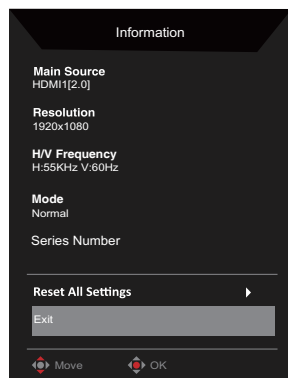 Information
Main Source
HDMI1[2.0]
Resolution
1920x1080
H/V Frequency
H:55KHz V:60Hz
Mode
Normal
Series Number
Reset All Settings
Exit
Move OK